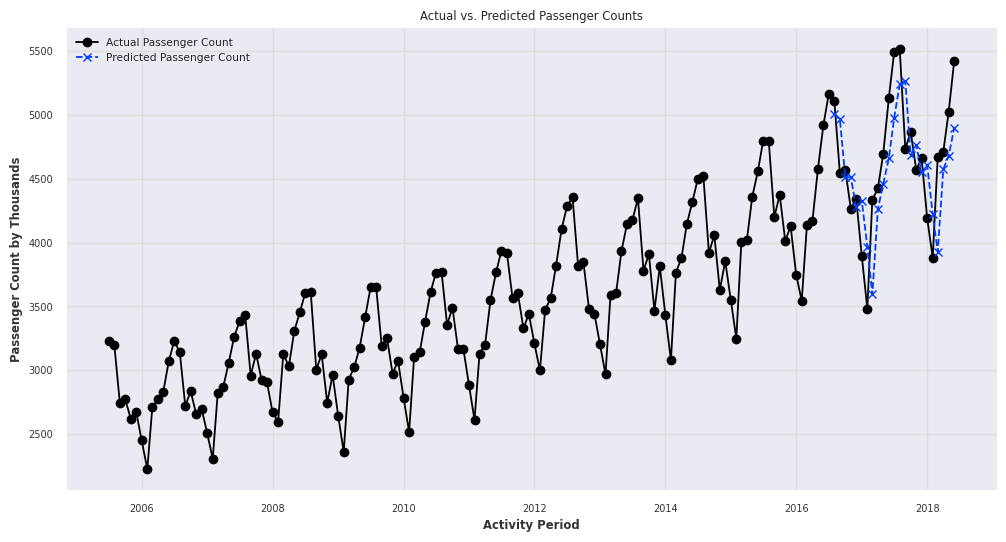 Actual vs. Predicted Passenger Counts
Actual Passenger Count
Predicted Passenger Count
Passenger Count by Thousands
5500
5000
4500
4000
3500
3000
2500
2006 2008 2010 2012 2014 2016 2018
Activity Period